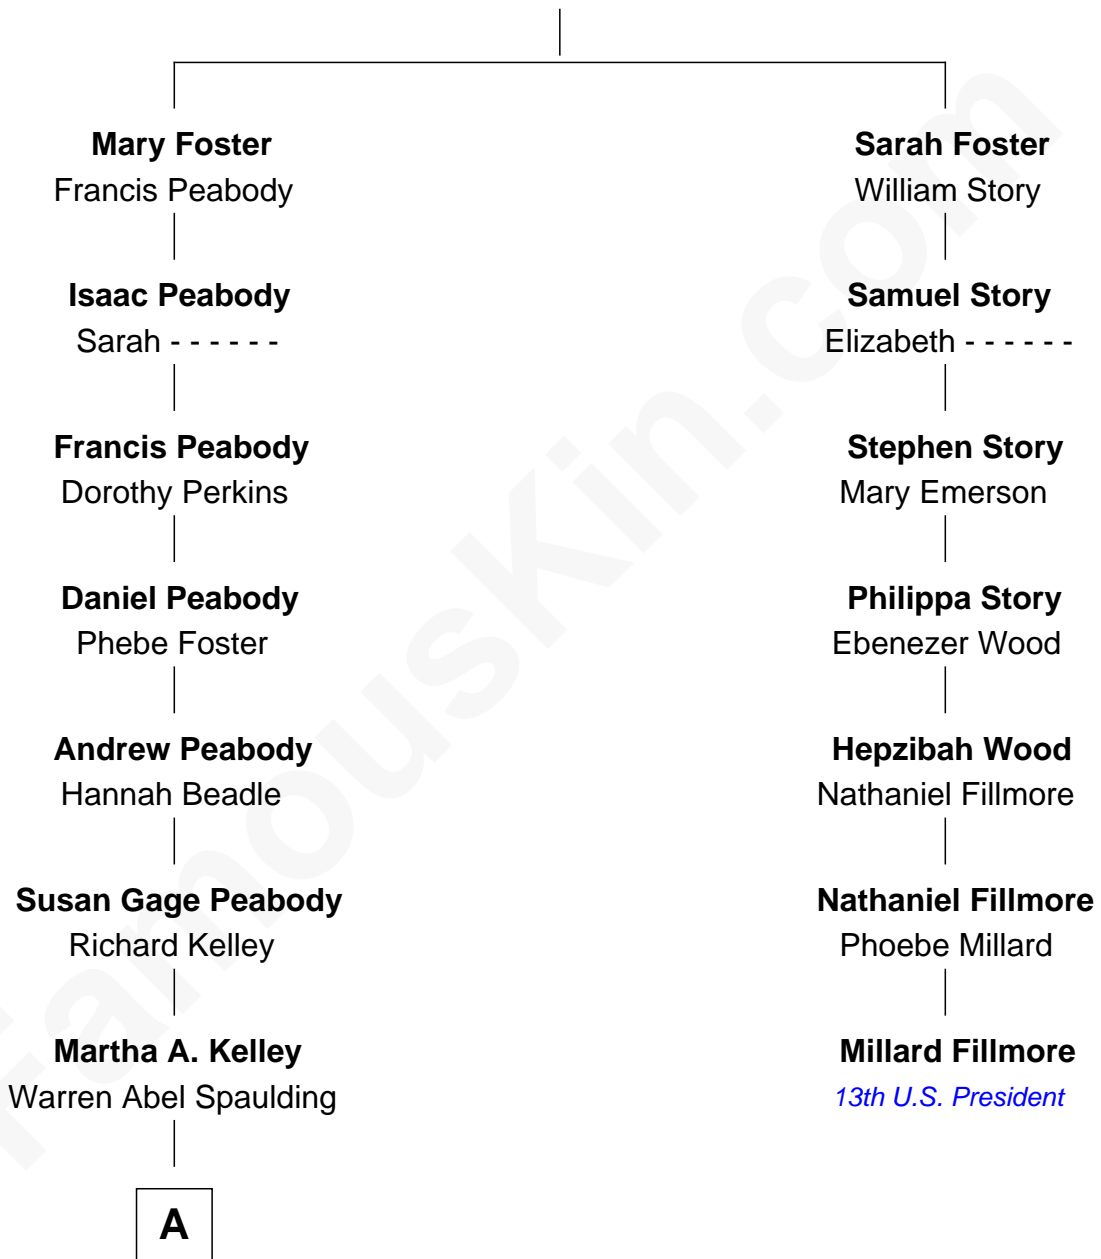 Mary Foster
Francis Peabody
Isaac Peabody
Sarah - - - - - -
Francis Peabody
Dorothy Perkins
Daniel Peabody
Phebe Foster
Andrew Peabody
Hannah Beadle
Susan Gage Peabody
Richard Kelley
Martha A. Kelley
Warren Abel Spaulding
A
Sarah Foster
William Story
Samuel Story
Elizabeth - - - - - -
Stephen Story
Mary Emerson
Philippa Story
Ebenezer Wood
Hepzibah Wood
Nathaniel Fillmore
Nathaniel Fillmore
Phoebe Millard
Millard Fillmore
13th U.S. President
FamousKin.com